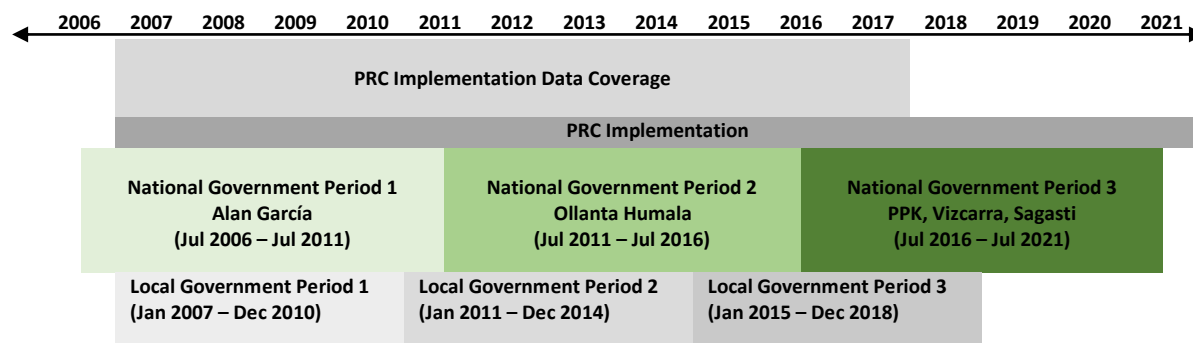 2006 2007 2008 2009 2010 2011 2012 2013 2014 2015 2016 2017 2018 2019 2020 2021
PRC Implementation Data Coverage
PRC Implementation
National Government Period 1
Alan García
(Jul 2006 – Jul 2011)
National Government Period 2
Ollanta Humala
(Jul 2011 – Jul 2016)
National Government Period 3
PPK, Vizcarra, Sagasti
(Jul 2016 – Jul 2021)
Local Government Period 1
(Jan 2007 – Dec 2010)
Local Government Period 2
(Jan 2011 – Dec 2014)
Local Government Period 3
(Jan 2015 – Dec 2018)